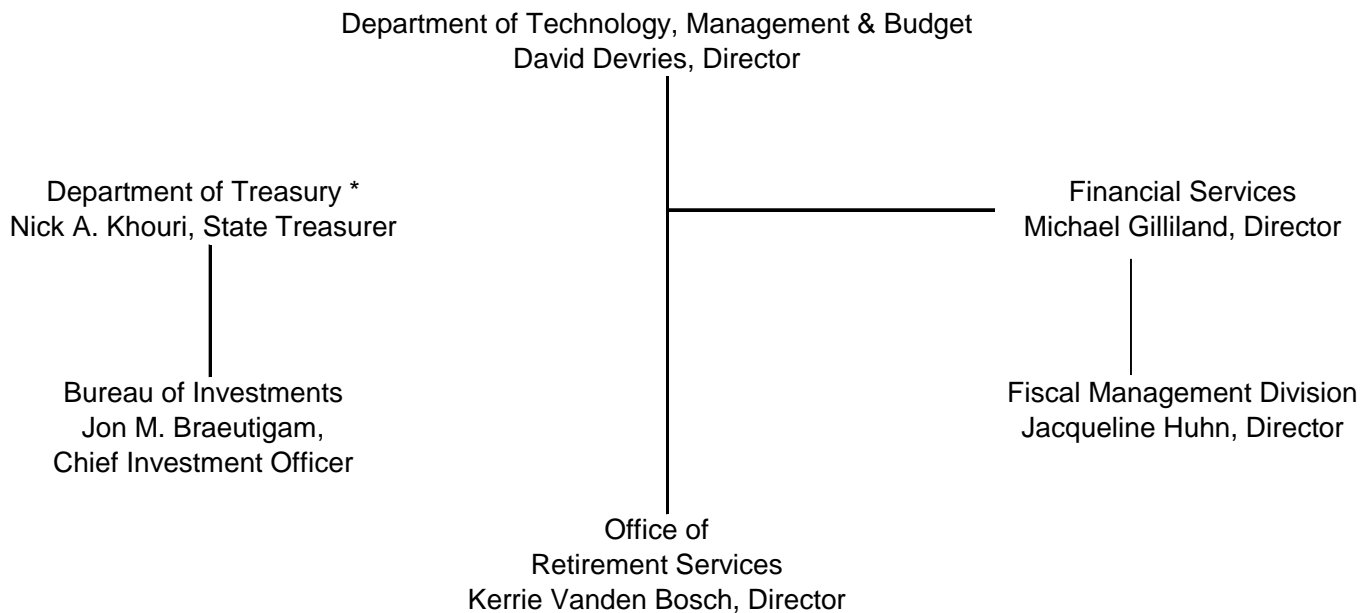 Department of Technology, Management & Budget
David Devries, Director
Department of Treasury *
Nick A. Khouri, State Treasurer
Financial Services
Michael Gilliland, Director
Bureau of Investments
Jon M. Braeutigam,
Chief Investment Officer
Fiscal Management Division
Jacqueline Huhn, Director
Office of
Retirement Services
Kerrie Vanden Bosch, Director